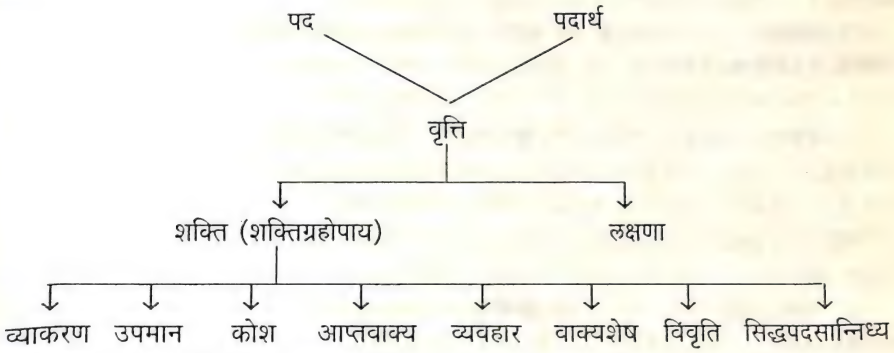 पद पदार्थ
वृत्ति
शक्ति (शक्तिग्रहोपाय) लक्षणा
व्याकरण उपमान कोश आप्तवाक्य व्यवहार वाक्यशेष विवृति सिद्धपदसान्निध्य